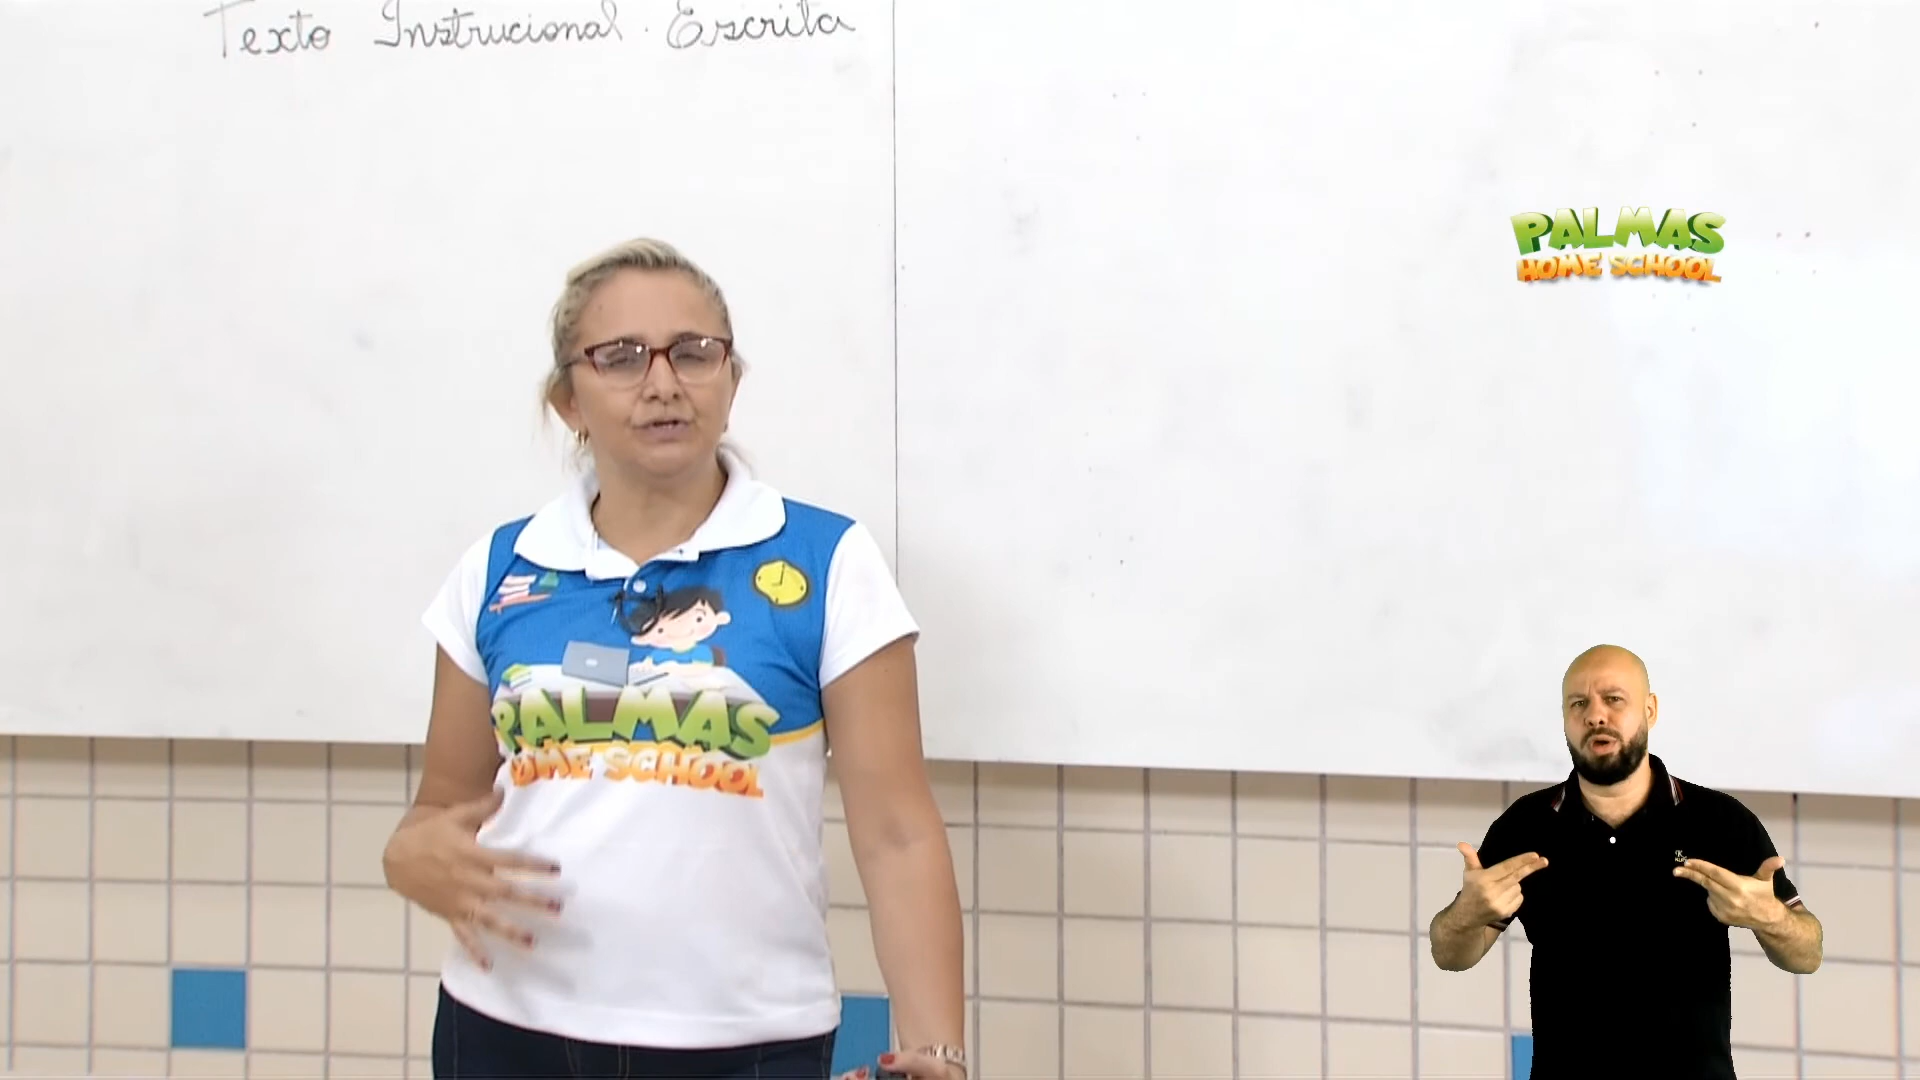 Texto Instrucional. Escrita
PALMAS
HOME SCHOOL
PALMAS
HOME SCHOOL